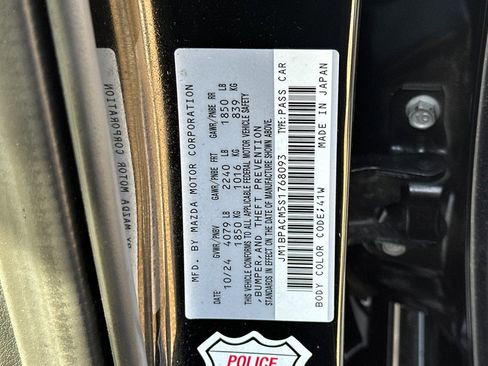 MFD. BY MAZDA MOTOR CORPORATION
DATE GVWR/PNBV GAWR/PNBE FRT GAWR/PNBE RR
10/24 4079 LB 2240 LB 1850 LB
1850 KG 1016 KG 839 KG
THIS VEHICLE CONFORMS TO ALL APPLICABLE FEDERAL MOTOR VEHICLE SAFETY
,BUMPER,AND THEFT PREVENTION
STANDARDS IN EFFECT ON THE DATE OF MANUFACTURE SHOWN ABOVE.
JM1BPACM5S1768093 TYPE:PASS CAR
BODY COLOR CODE:41W MADE IN JAPAN
MAZDA MOTOR CORPORATION
POLICE